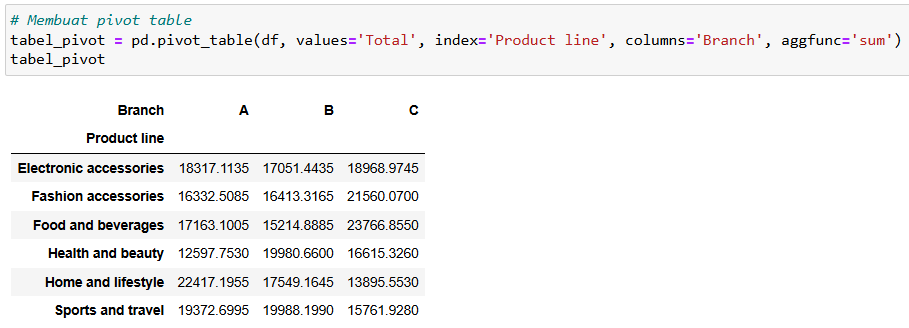 # Membuat pivot table
tabel_pivot = pd.pivot_table(df, values='Total', index='Product line', columns='Branch', aggfunc='sum')
tabel_pivot
Branch A B C
Product line
Electronic accessories 18317.1135 17051.4435 18968.9745
Fashion accessories 16332.5085 16413.3165 21560.0700
Food and beverages 17163.1005 15214.8885 23766.8550
Health and beauty 12597.7530 19980.6600 16615.3260
Home and lifestyle 22417.1955 17549.1645 13895.5530
Sports and travel 19372.6995 19988.1990 15761.9280